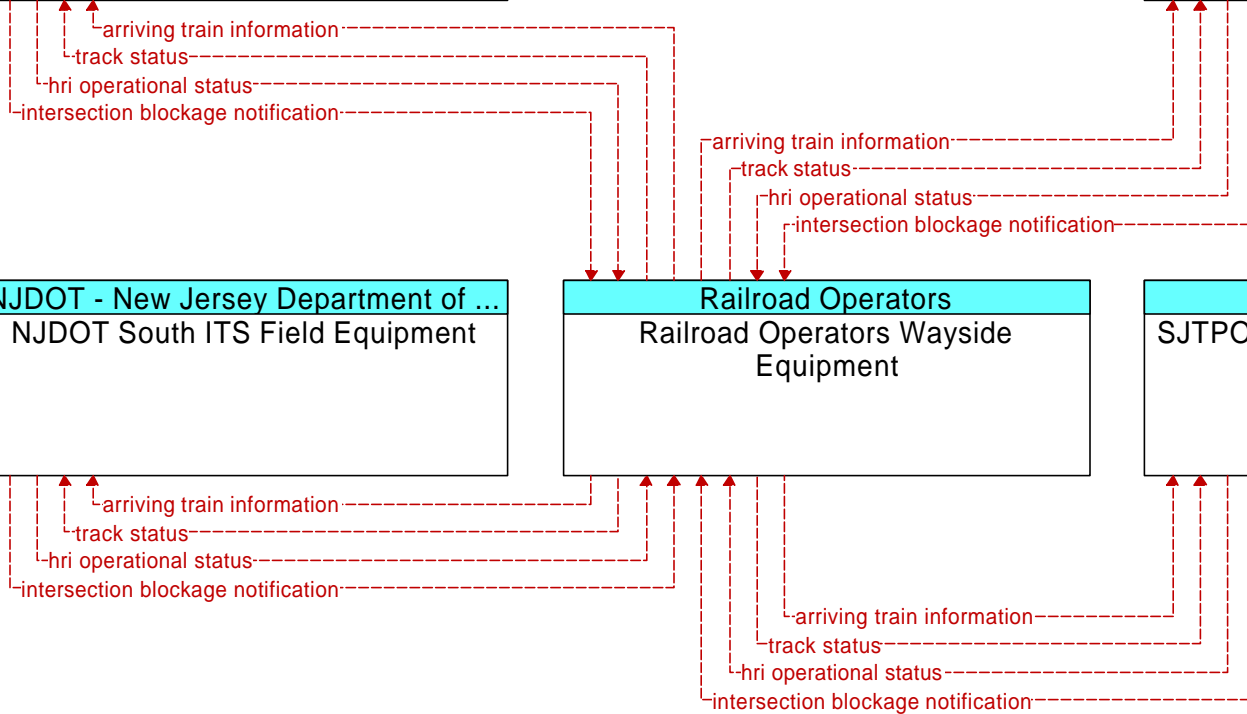 arriving train information
track status
hri operational status
intersection blockage notification
arriving train information
track status
hri operational status
intersection blockage notification
NJDOT - New Jersey Department of ...
NJDOT South ITS Field Equipment
Railroad Operators
Railroad Operators Wayside
Equipment
SJTPO
arriving train information
track status
hri operational status
intersection blockage notification
arriving train information
track status
hri operational status
intersection blockage notification